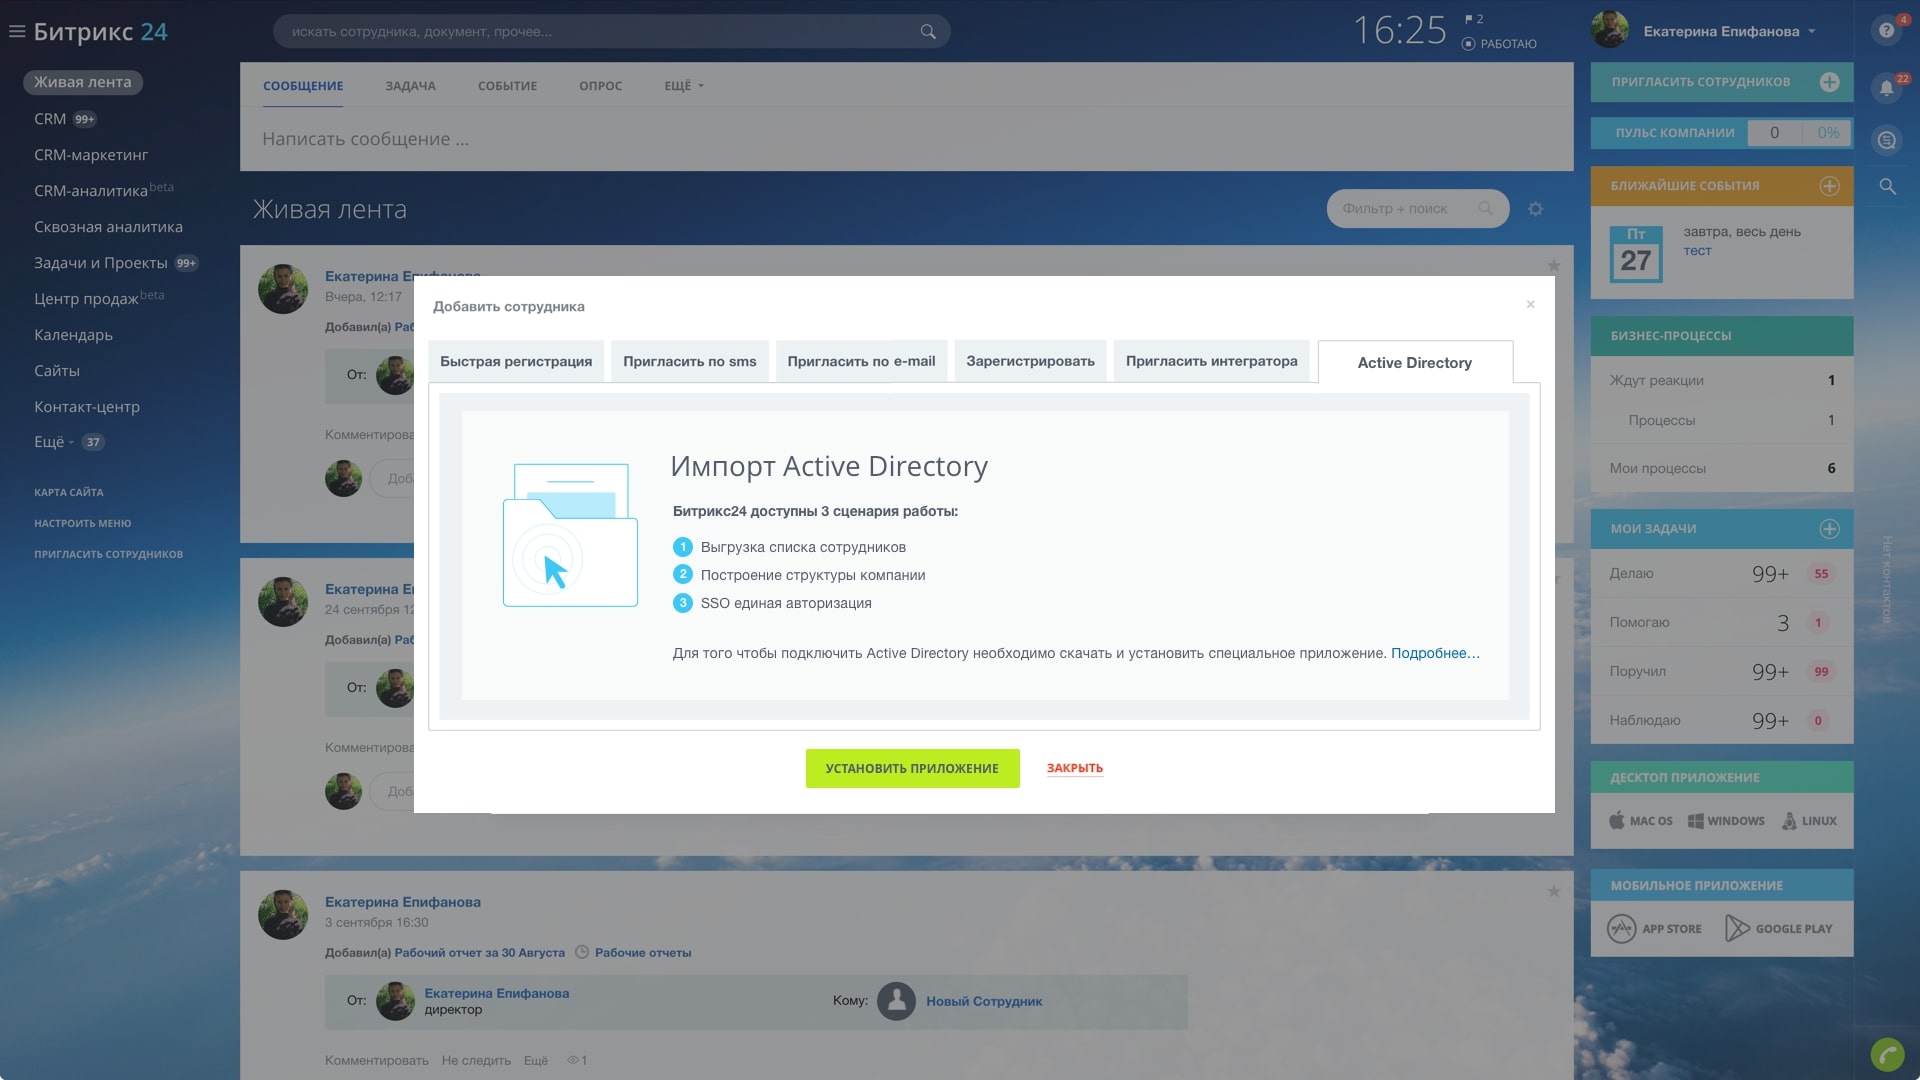 Битрикс 24
искать сотрудника, документ, прочее...
16:25
2
РАБОТАЮ
Екатерина Епифанова
4
Живая лента
CRM 99+
CRM-маркетинг
CRM-аналитика beta
Сквозная аналитика
Задачи и Проекты 99+
Центр продаж beta
Календарь
Сайты
Контакт-центр
Ещё 37
КАРТА САЙТА
НАСТРОИТЬ МЕНЮ
ПРИГЛАСИТЬ СОТРУДНИКОВ
СООБЩЕНИЕ ЗАДАЧА СОБЫТИЕ ОПРОС ЕЩЁ
Написать сообщение ...
Живая лента
Фильтр + поиск
Екатерина Епифанова
Вчера, 12:17
Добавил(а) Раб
От:
Комментирова
Доб
Екатерина Е
24 сентября 12
Добавил(а) Раб
От:
Комментирова
Доб
Добавить сотрудника
×
Быстрая регистрация
Пригласить по sms
Пригласить по e-mail
Зарегистрировать
Пригласить интегратора
Active Directory
Импорт Active Directory
Битрикс24 доступны 3 сценария работы:
1 Выгрузка списка сотрудников
2 Построение структуры компании
3 SSO единая авторизация
Для того чтобы подключить Active Directory необходимо скачать и установить специальное приложение. Подробнее...
УСТАНОВИТЬ ПРИЛОЖЕНИЕ
ЗАКРЫТЬ
Екатерина Епифанова
3 сентября 16:30
Добавил(а) Рабочий отчет за 30 Августа Рабочие отчеты
От: Екатерина Епифанова
директор
Кому: Новый Сотрудник
Комментировать Не следить Ещё 1
ПРИГЛАСИТЬ СОТРУДНИКОВ
22
ПУЛЬС КОМПАНИИ 0 0%
БЛИЖАЙШИЕ СОБЫТИЯ
Пт
27
завтра, весь день
тест
БИЗНЕС-ПРОЦЕССЫ
Ждут реакции 1
Процессы 1
Мои процессы 6
МОИ ЗАДАЧИ
Делаю 99+ 55
Помогаю 3 1
Поручил 99+ 99
Наблюдаю 99+ 0
Нет контактов
ДЕСКТОП ПРИЛОЖЕНИЕ
MAC OS WINDOWS LINUX
МОБИЛЬНОЕ ПРИЛОЖЕНИЕ
APP STORE GOOGLE PLAY